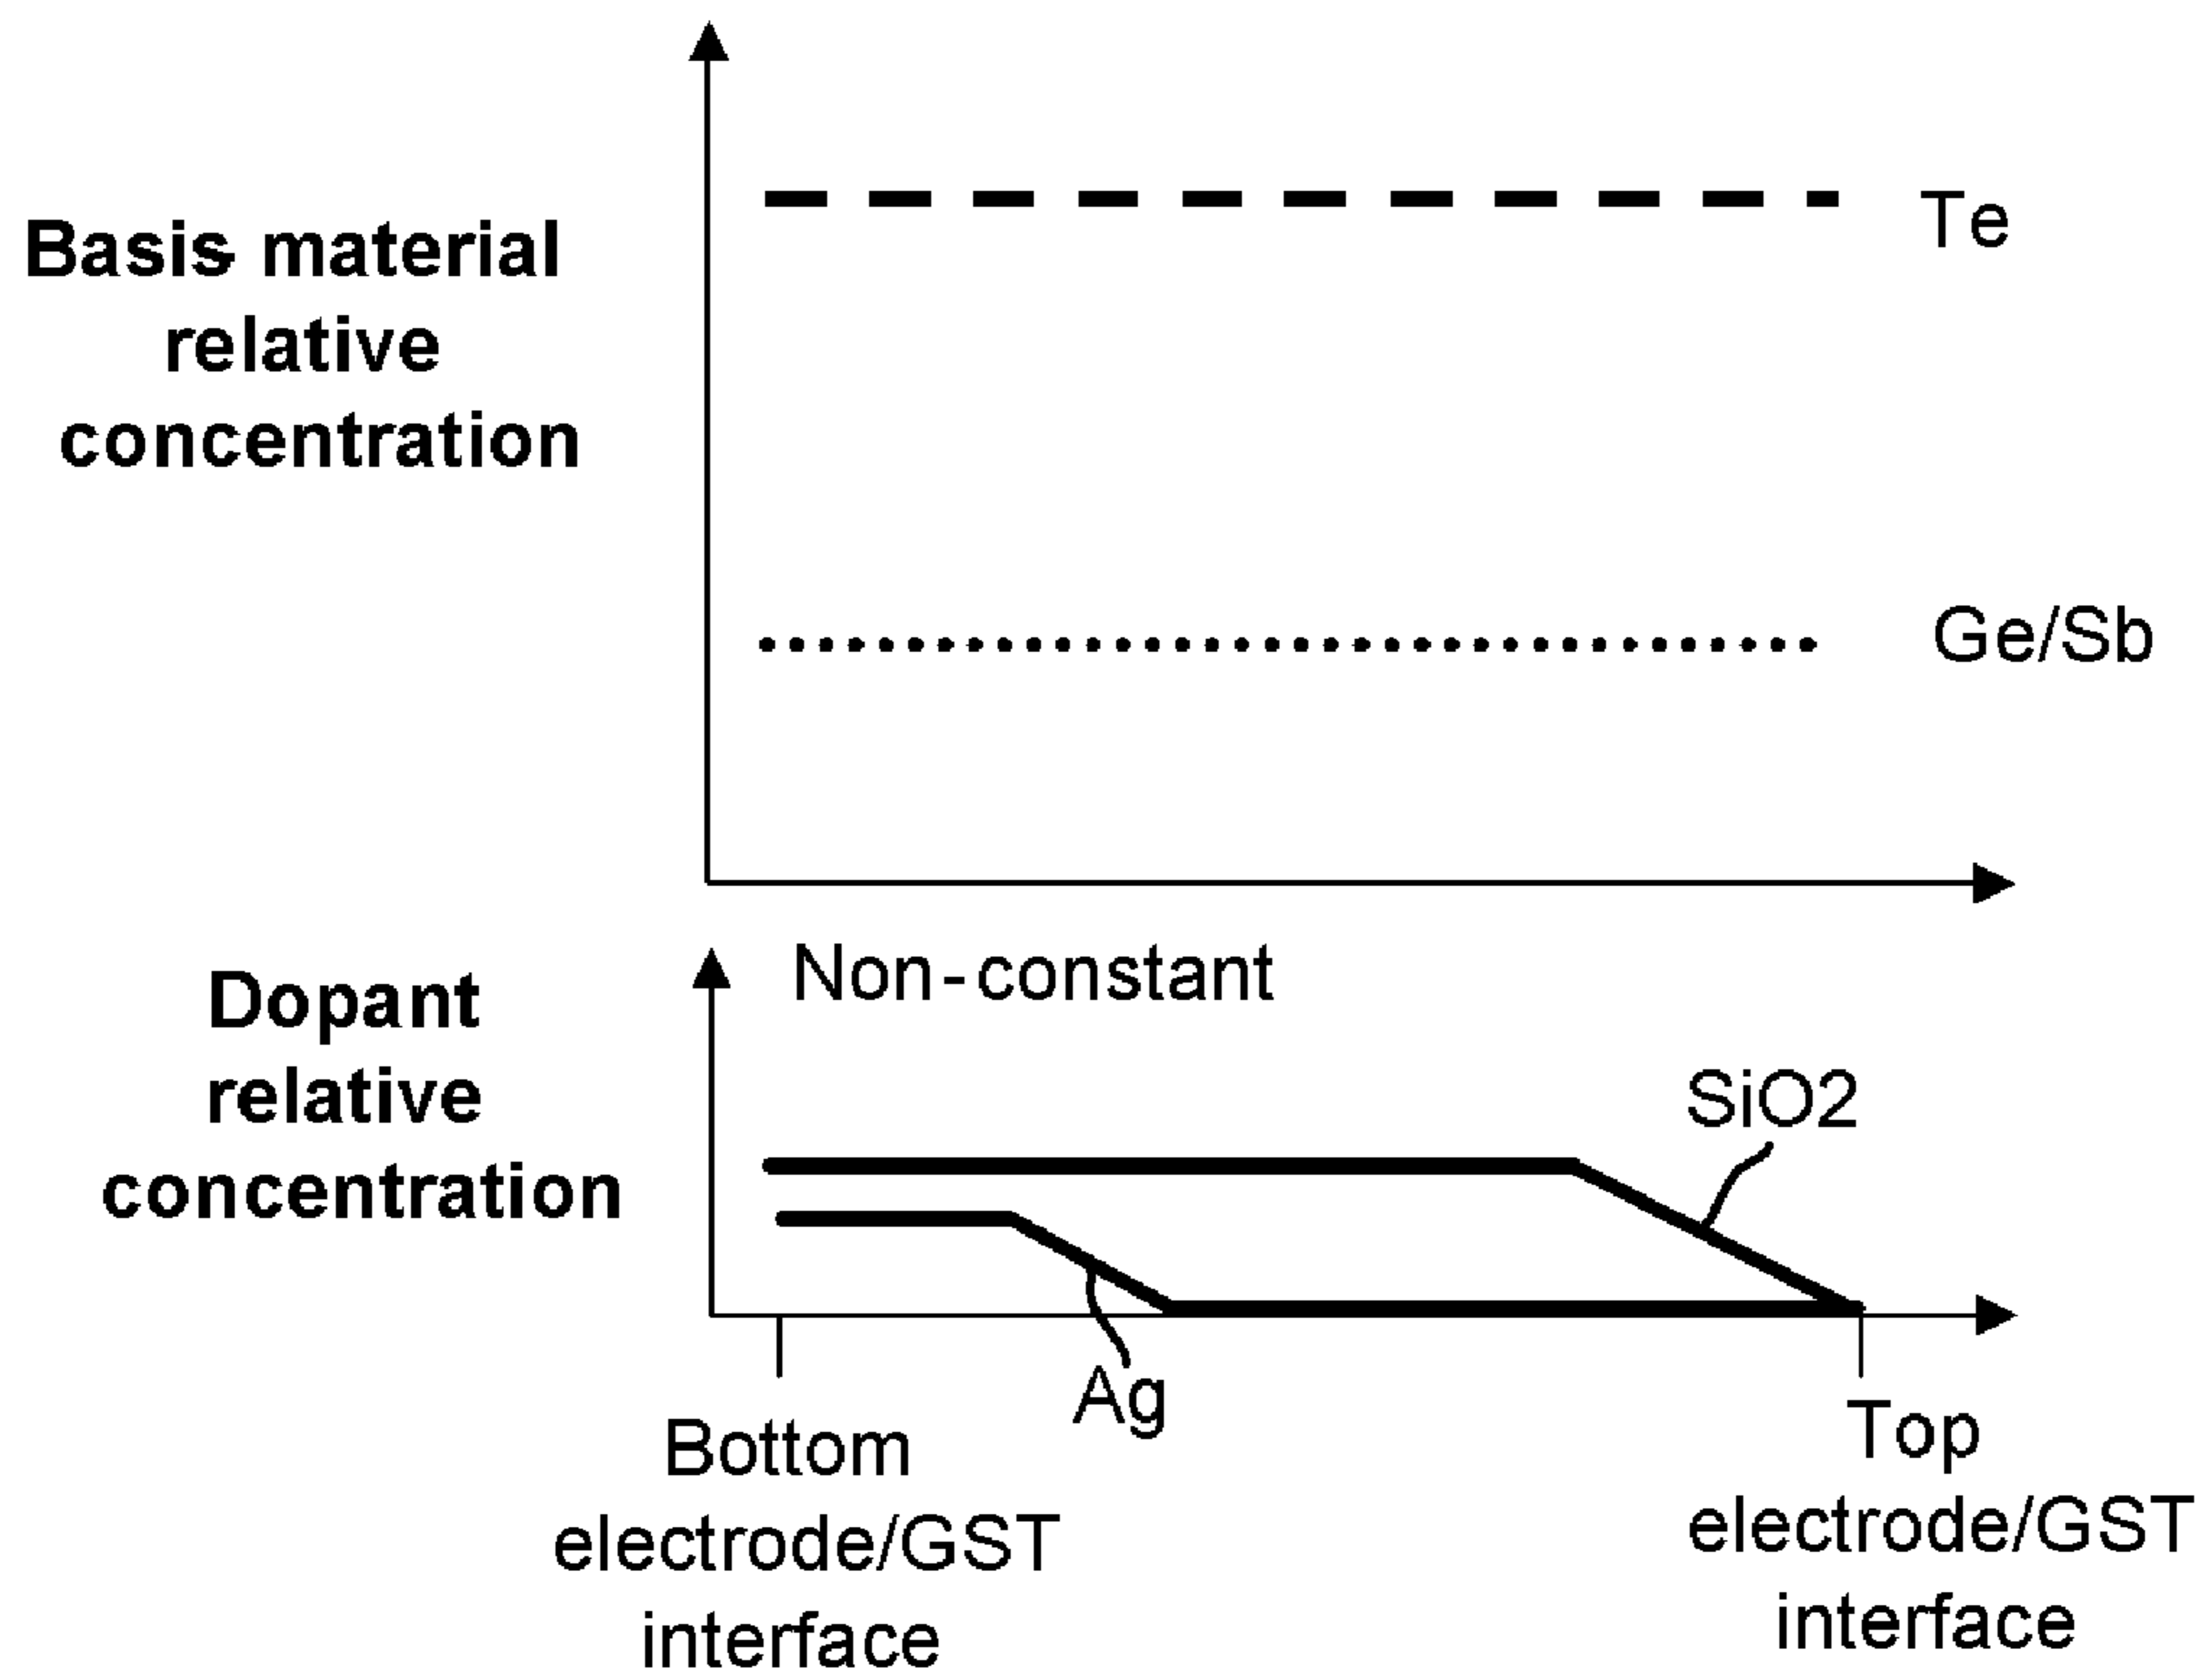 Basis material
relative
concentration
Te
Ge/Sb
Non-constant
Dopant
relative
concentration
SiO2
Ag
Bottom
electrode/GST
interface
Top
electrode/GST
interface